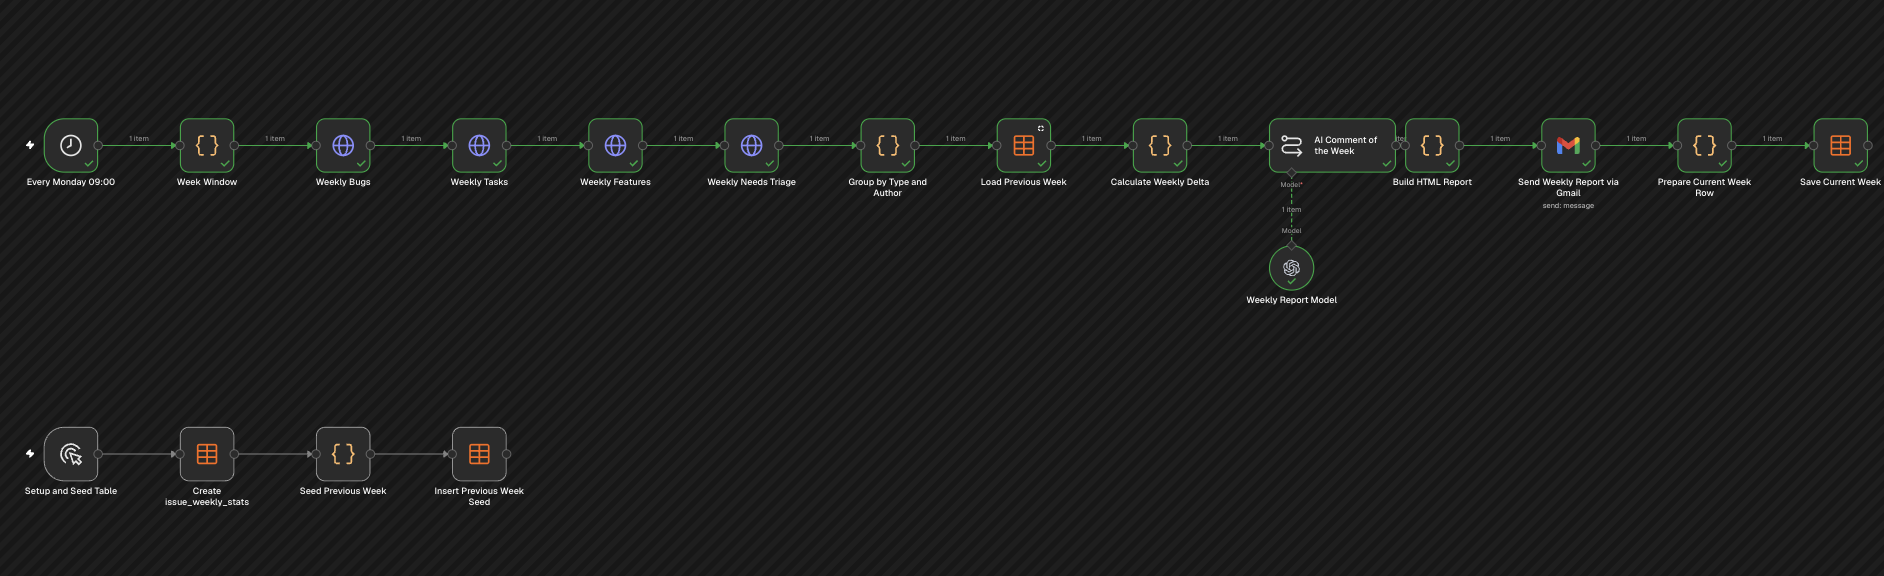 1 item
1 item
1 item
1 item
1 item
1 item
1 item
1 item
1 item
1 item
1 item
1 item
AI Comment of
the Week
Every Monday 09:00
Week Window
Weekly Bugs
Weekly Tasks
Weekly Features
Weekly Needs Triage
Group by Type and
Author
Load Previous Week
Calculate Weekly Delta
Model*
1 item
Model
Weekly Report Model
Build HTML Report
Send Weekly Report via
Gmail
send: message
Prepare Current Week
Row
Save Current Week
Setup and Seed Table
Create
issue_weekly_stats
Seed Previous Week
Insert Previous Week
Seed